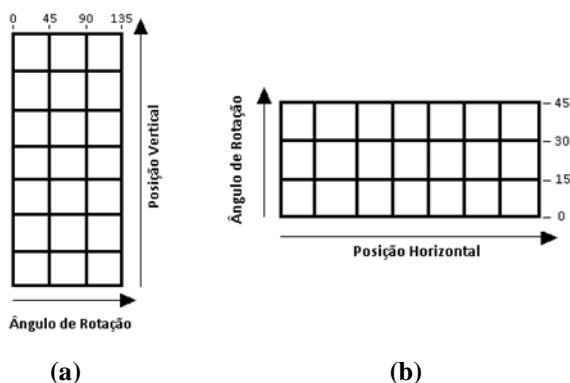 0 45 90 135
Posição Vertical
Ângulo de Rotação
(a)
Ângulo de Rotação
45
30
15
0
Posição Horizontal
(b)